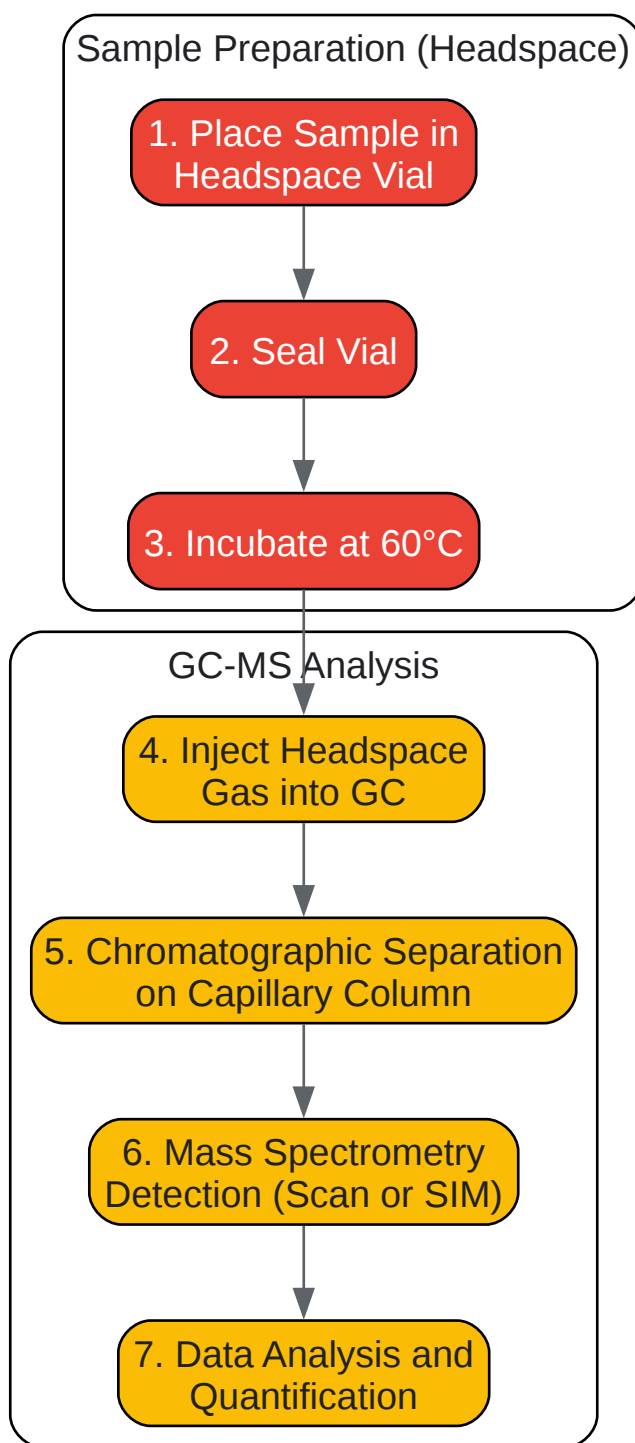 Sample Preparation (Headspace)
1. Place Sample in
Headspace Vial
2. Seal Vial
3. Incubate at 60°C
GC-MS Analysis
4. Inject Headspace
Gas into GC
5. Chromatographic Separation
on Capillary Column
6. Mass Spectrometry
Detection (Scan or SIM)
7. Data Analysis and
Quantification